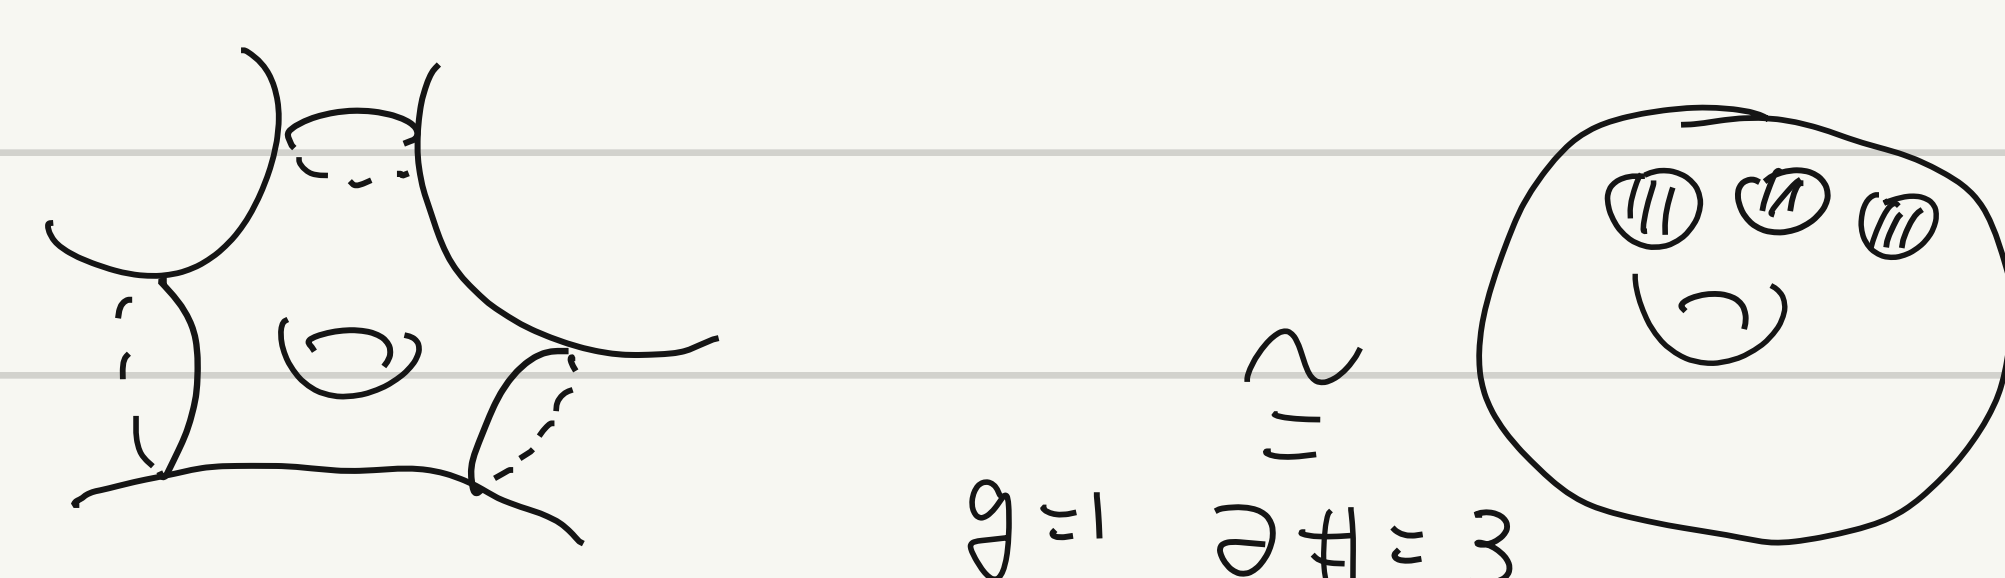 ≅
g = 1 ∂# = 3